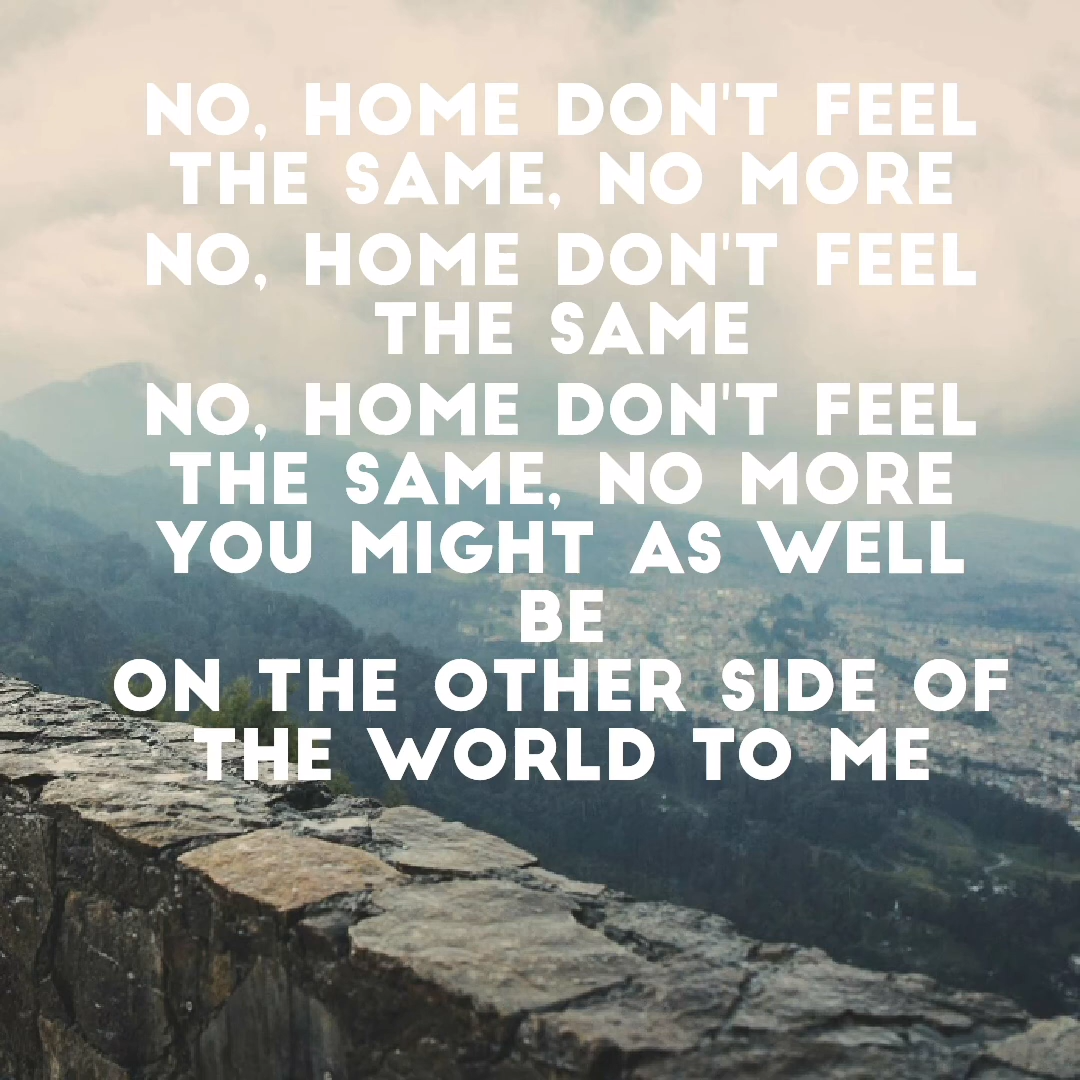 NO, HOME DON'T FEEL
THE SAME, NO MORE
NO, HOME DON'T FEEL
THE SAME
NO, HOME DON'T FEEL
THE SAME, NO MORE
YOU MIGHT AS WELL
BE
ON THE OTHER SIDE OF
THE WORLD TO ME